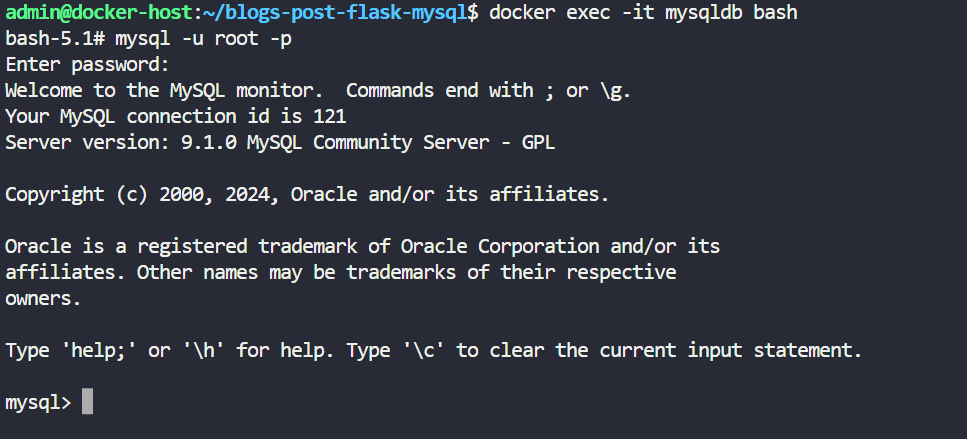 admin@docker-host:~/blogs-post-flask-mysql$ docker exec -it mysqldb bash
bash-5.1# mysql -u root -p
Enter password:
Welcome to the MySQL monitor.  Commands end with ; or \g.
Your MySQL connection id is 121
Server version: 9.1.0 MySQL Community Server - GPL

Copyright (c) 2000, 2024, Oracle and/or its affiliates.

Oracle is a registered trademark of Oracle Corporation and/or its
affiliates. Other names may be trademarks of their respective
owners.

Type 'help;' or '\h' for help. Type '\c' to clear the current input statement.

mysql>